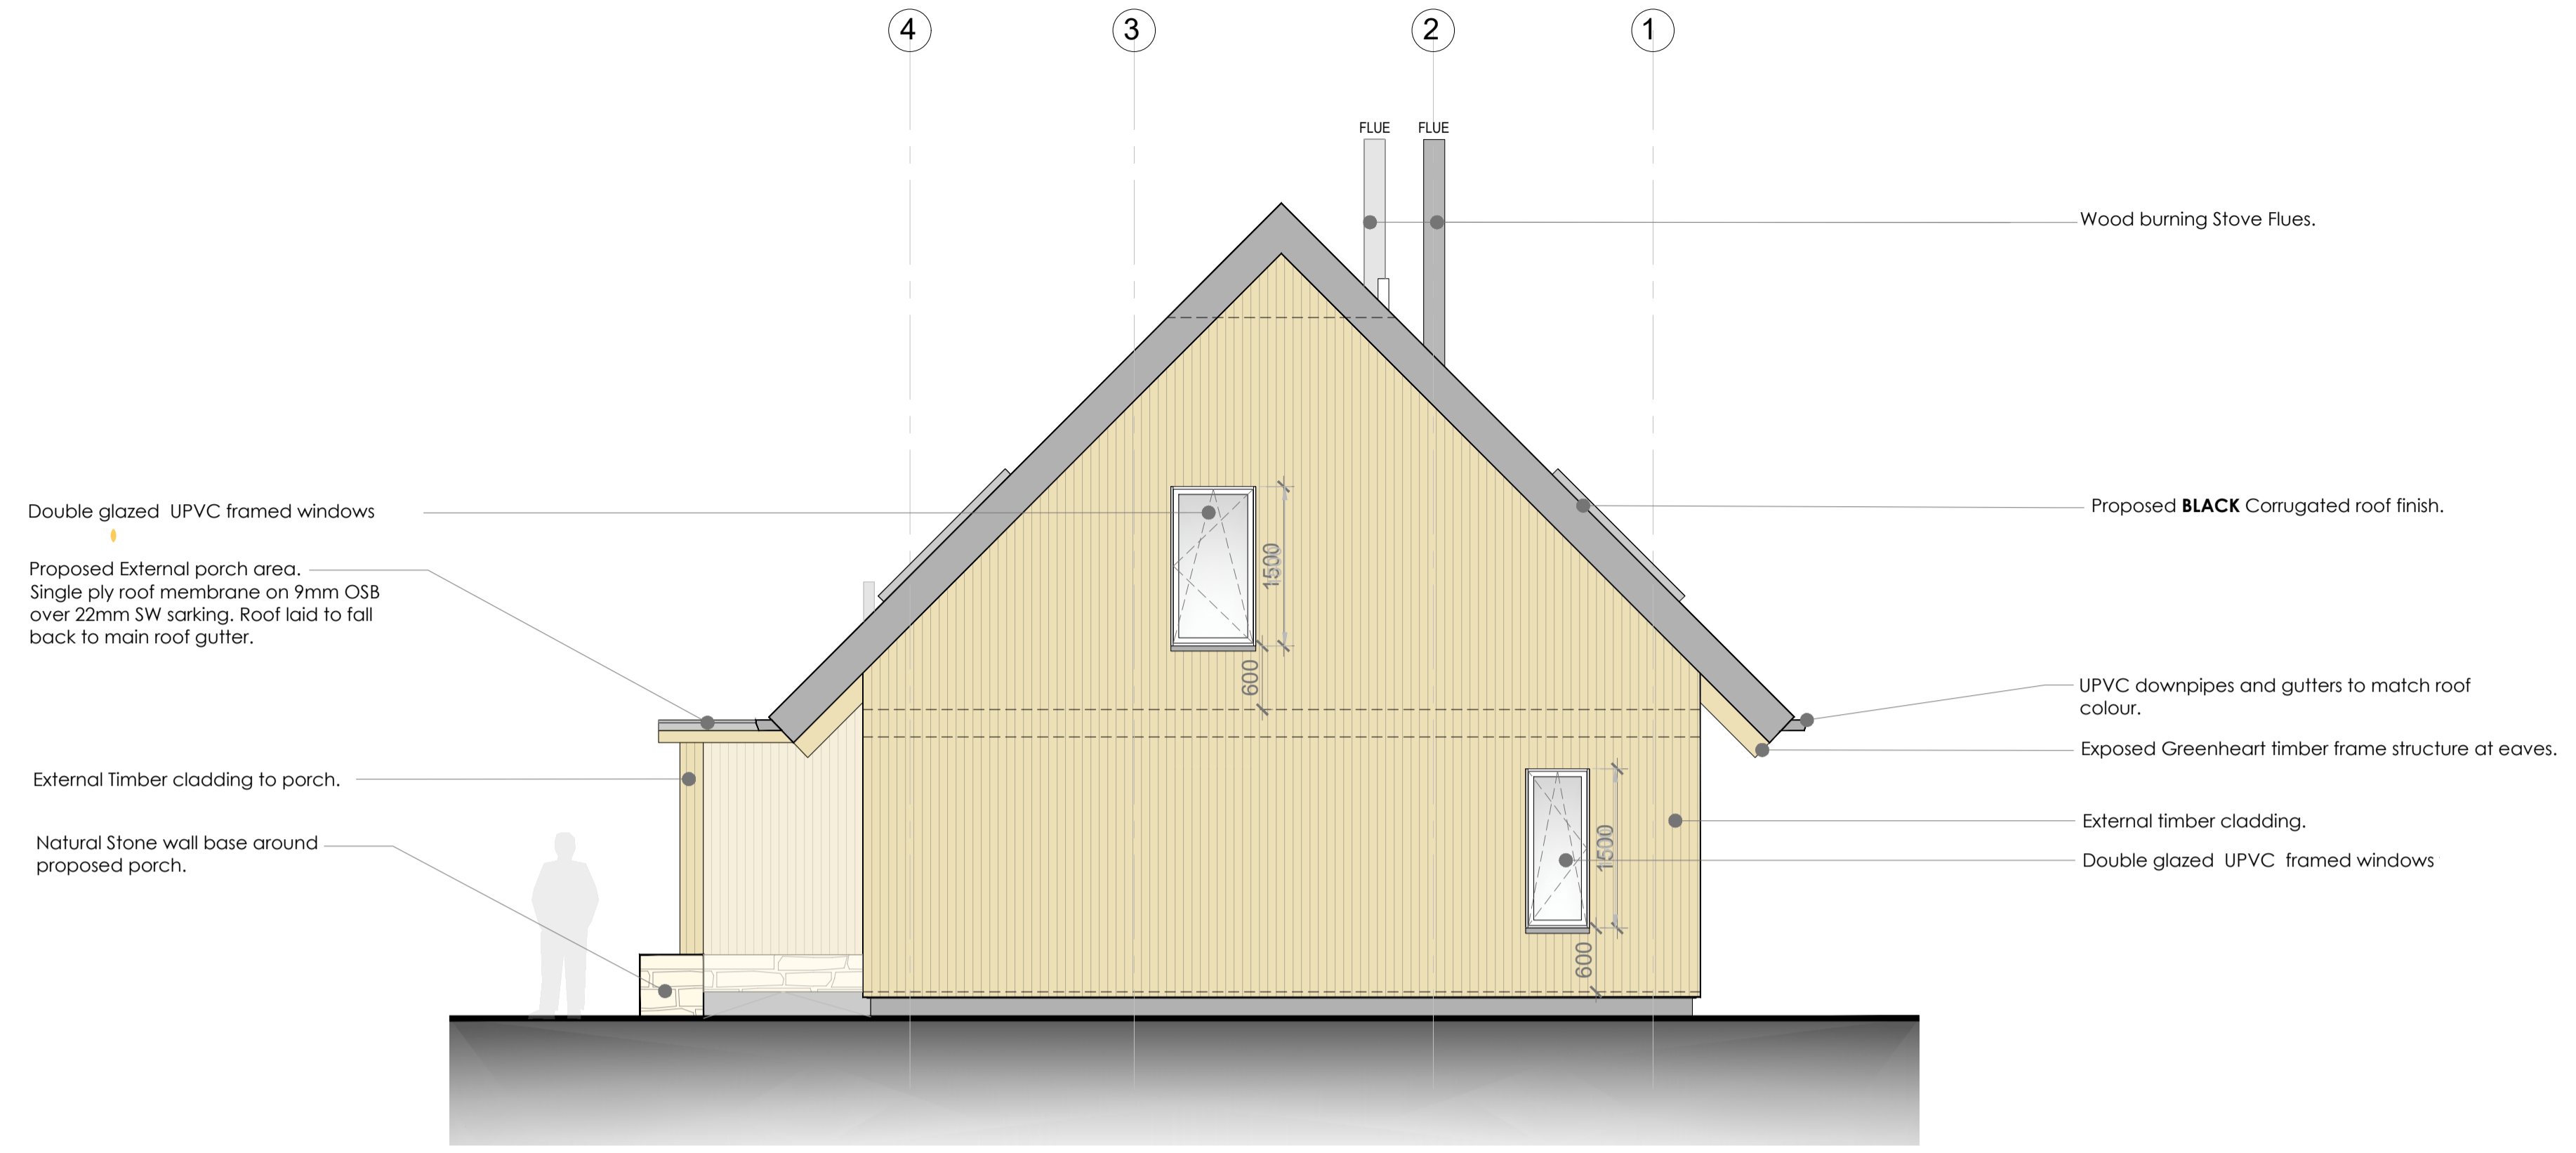 4
3
2
1
FLUE
FLUE
Wood burning Stove Flues.
Double glazed  UPVC framed windows
Proposed BLACK Corrugated roof finish.
Proposed External porch area.
Single ply roof membrane on 9mm OSB
over 22mm SW sarking. Roof laid to fall
back to main roof gutter.
1500
600
UPVC downpipes and gutters to match roof
colour.
Exposed Greenheart timber frame structure at eaves.
External Timber cladding to porch.
External timber cladding.
Natural Stone wall base around
proposed porch.
1500
Double glazed  UPVC  framed windows
600